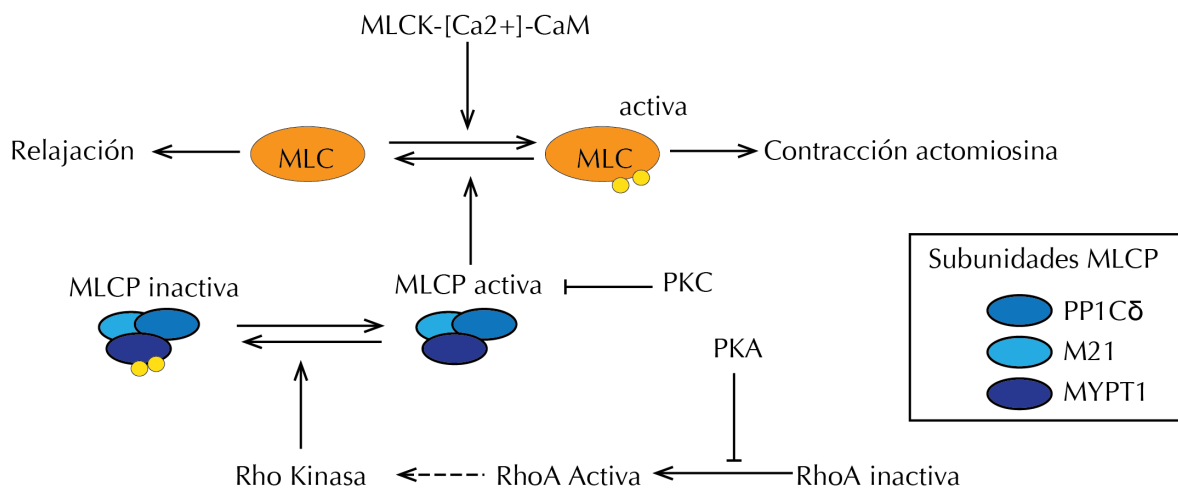 MLCK-[Ca2+]-CaM
activa
Relajación
MLC
MLC
Contracción actomiosina
MLCP inactiva
MLCP activa
PKC
Subunidades MLCP
PP1Cδ
M21
MYPT1
PKA
Rho Kinasa
RhoA Activa
RhoA inactiva